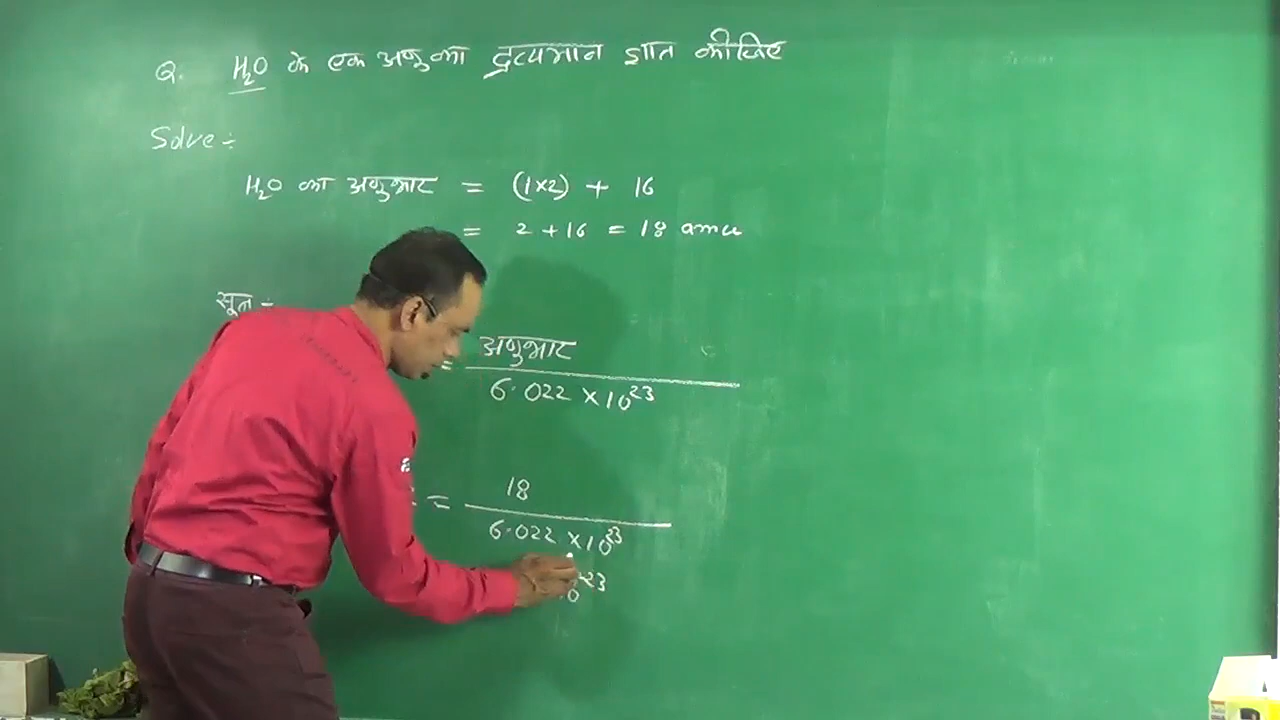 Q. H₂O के एक अणु का द्रव्यमान ज्ञात कीजिए
Solve ÷
H₂O का अणुभार = (1×2) + 16
= 2 + 16 = 18 amu
सूत्र ÷
= अणुभार
6.022 × 10²³
= 18
6.022 × 10²³